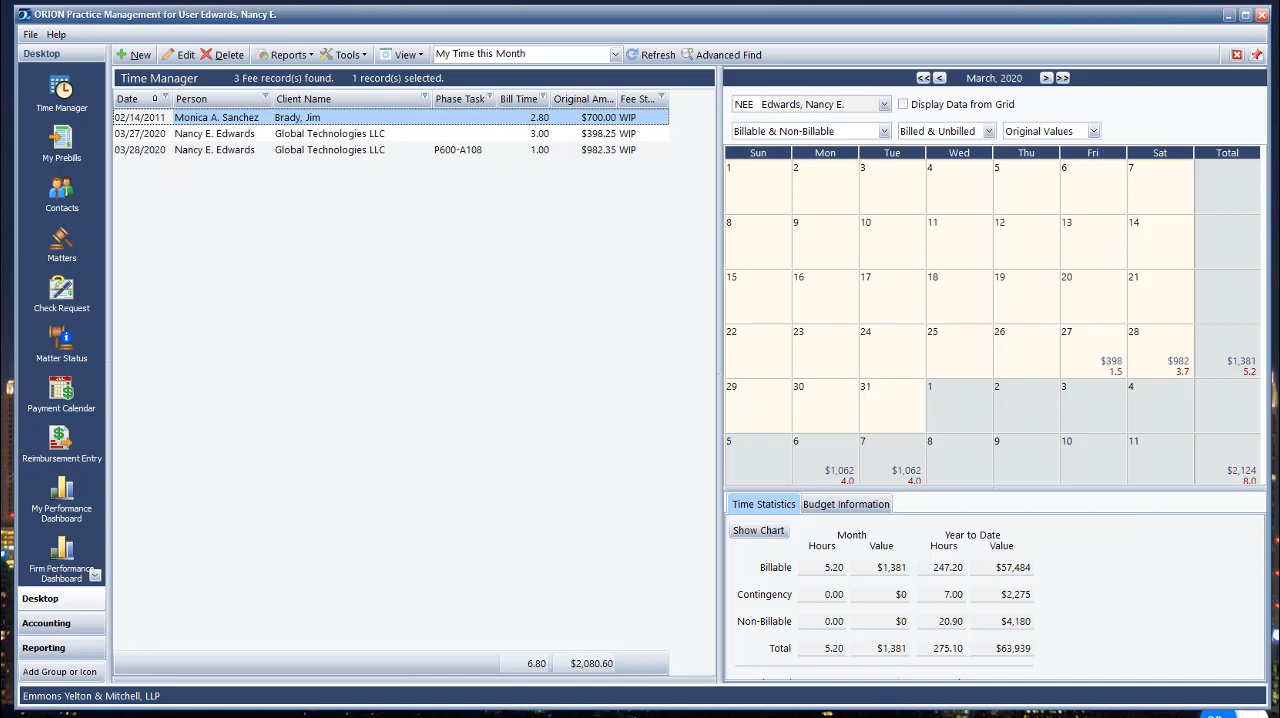 ORION Practice Management for User Edwards, Nancy E.
File Help
Desktop
New Edit Delete Reports Tools View My Time this Month Refresh Advanced Find
Time Manager 3 Fee record(s) found. 1 record(s) selected.
Date Person Client Name Phase Task Bill Time Original Am... Fee St...
02/14/2011 Monica A. Sanchez Brady, Jim 2.80 $700.00 WIP
03/27/2020 Nancy E. Edwards Global Technologies LLC 3.00 $398.25 WIP
03/28/2020 Nancy E. Edwards Global Technologies LLC P600-A108 1.00 $982.35 WIP
6.80 $2,080.60
Time Manager
My Prebills
Contacts
Matters
Check Request
Matter Status
Payment Calendar
Reimbursement Entry
My Performance
Dashboard
Firm Performance
Dashboard
Desktop
Accounting
Reporting
Add Group or Icon
<< < March, 2020 > >>
NEE Edwards, Nancy E. Display Data from Grid
Billable & Non-Billable Billed & Unbilled Original Values
Sun Mon Tue Wed Thu Fri Sat Total
1 2 3 4 5 6 7
8 9 10 11 12 13 14
15 16 17 18 19 20 21
22 23 24 25 26 27 28
$398 $982 $1,381
1.5 3.7 5.2
29 30 31 1 2 3 4
5 6 7 8 9 10 11
$1,062 $1,062 $2,124
4.0 4.0 8.0
Time Statistics Budget Information
Show Chart Month Year to Date
Hours Value Hours Value
Billable 5.20 $1,381 247.20 $57,484
Contingency 0.00 $0 7.00 $2,275
Non-Billable 0.00 $0 20.90 $4,180
Total 5.20 $1,381 275.10 $63,939
Emmons Yelton & Mitchell, LLP